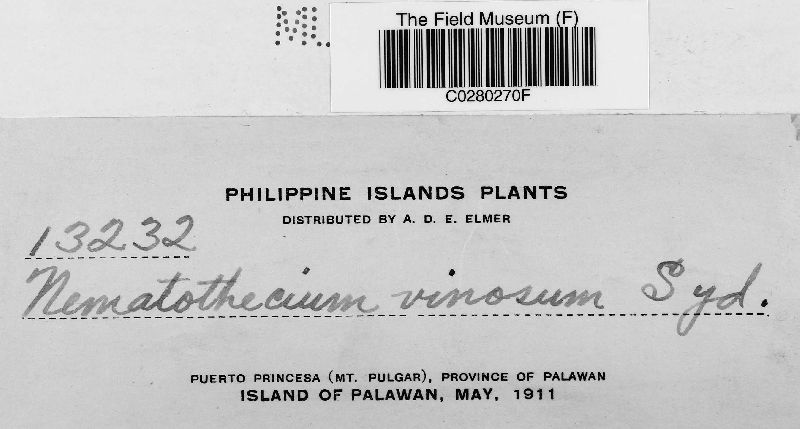 ML.
The Field Museum (F)
C0280270F
PHILIPPINE ISLANDS PLANTS
DISTRIBUTED BY A. D. E. ELMER
13232
Nematothecium vinosum Syd.
PUERTO PRINCESA (MT. PULGAR), PROVINCE OF PALAWAN
ISLAND OF PALAWAN, MAY, 1911